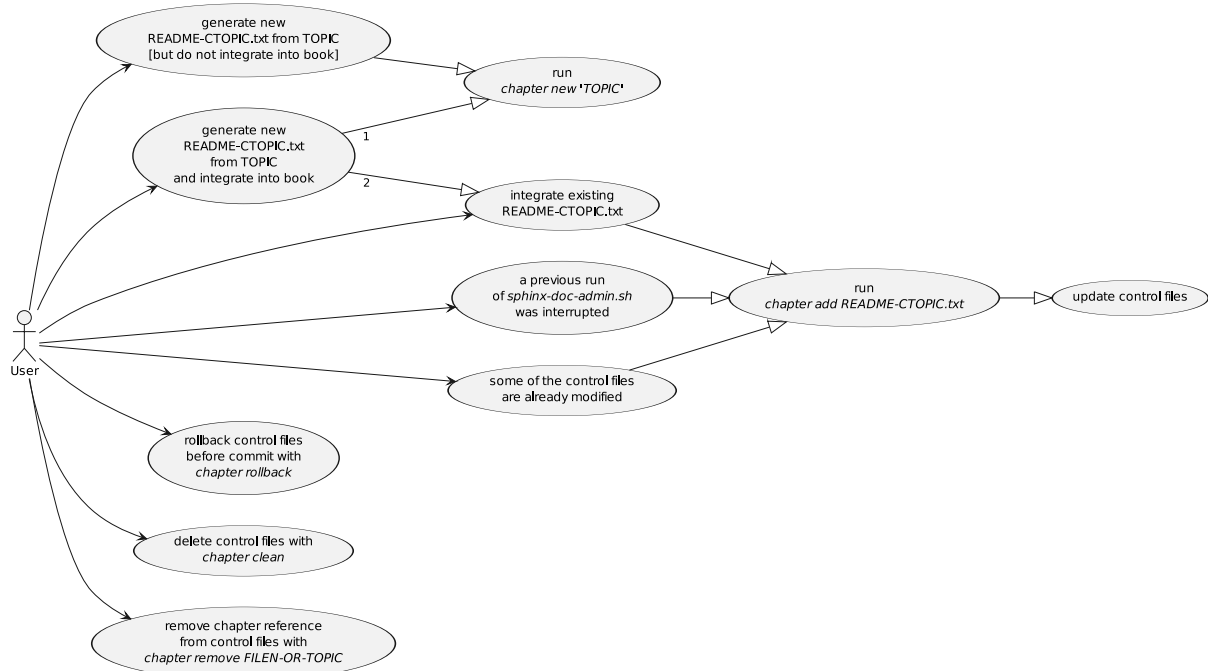 generate new
README-CTOPIC.txt from TOPIC
[but do not integrate into book]
run
chapter new 'TOPIC'
generate new
README-CTOPIC.txt
from TOPIC
and integrate into book
1
2
integrate existing
README-CTOPIC.txt
a previous run
of sphinx-doc-admin.sh
was interrupted
run
chapter add README-CTOPIC.txt
update control files
User
some of the control files
are already modified
rollback control files
before commit with
chapter rollback
delete control files with
chapter clean
remove chapter reference
from control files with
chapter remove FILEN-OR-TOPIC